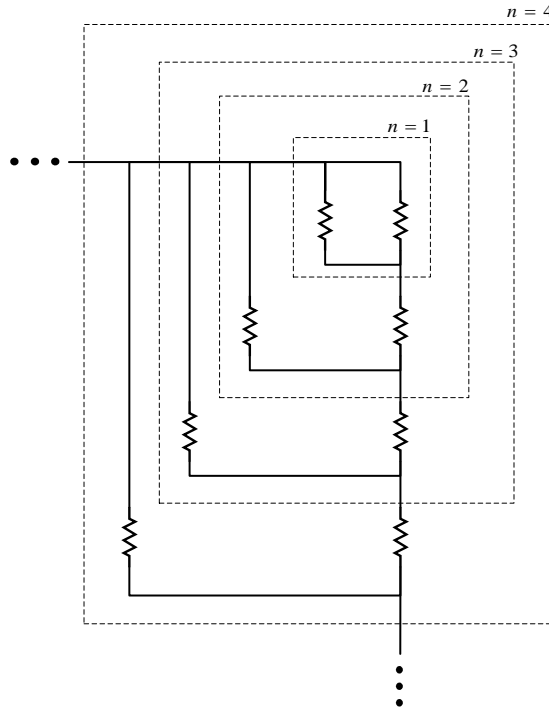 n = 4
n = 3
n = 2
n = 1